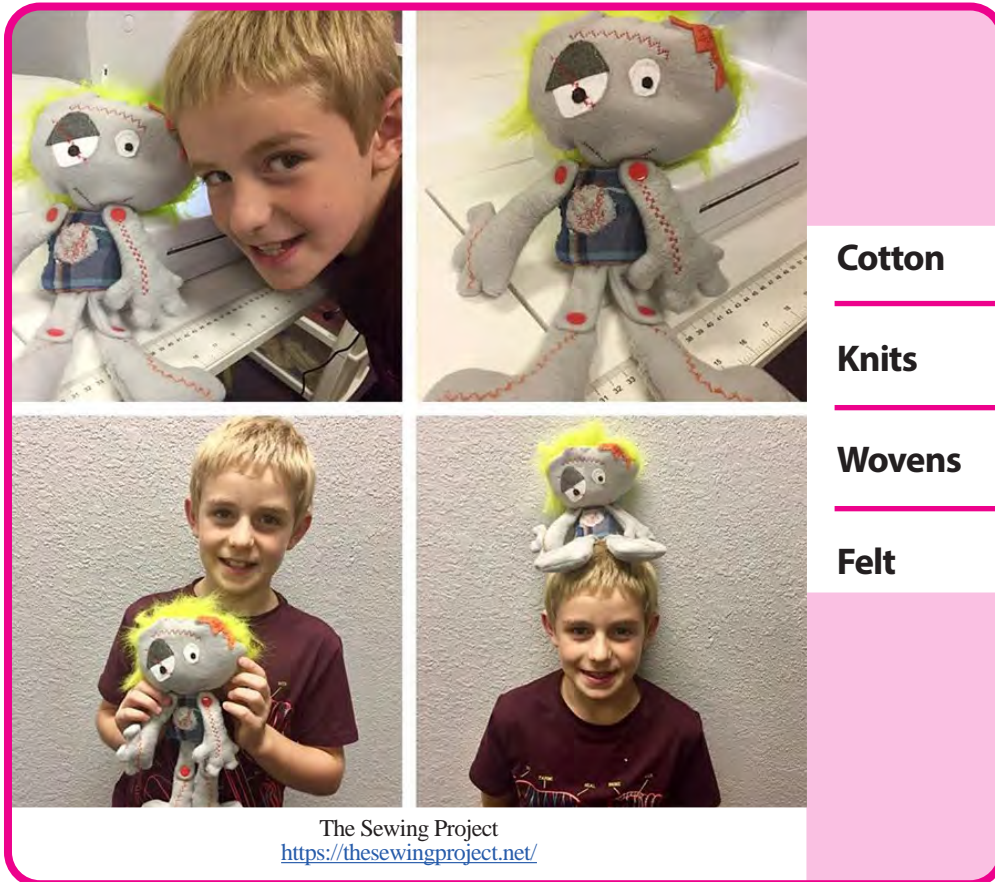 Cotton
Knits
Wovens
Felt
The Sewing Project
https://thesewingproject.net/